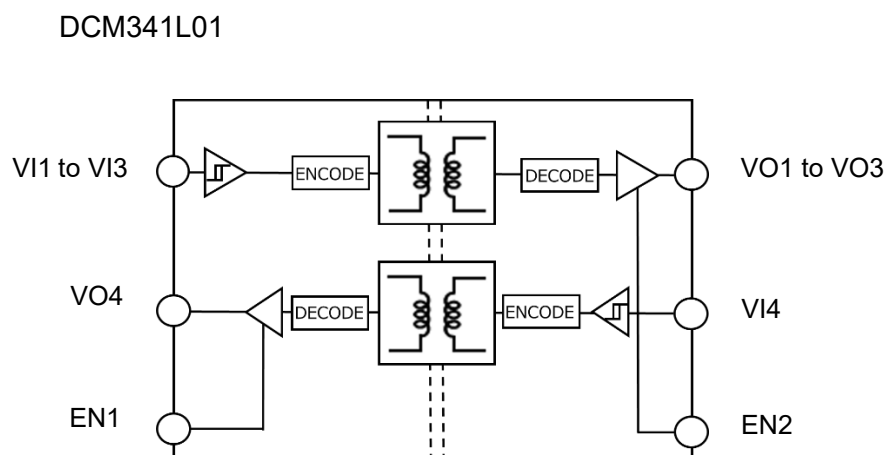 DCM341L01
VI1 to VI3
ENCODE
DECODE
VO1 to VO3
VO4
DECODE
ENCODE
VI4
EN1
EN2